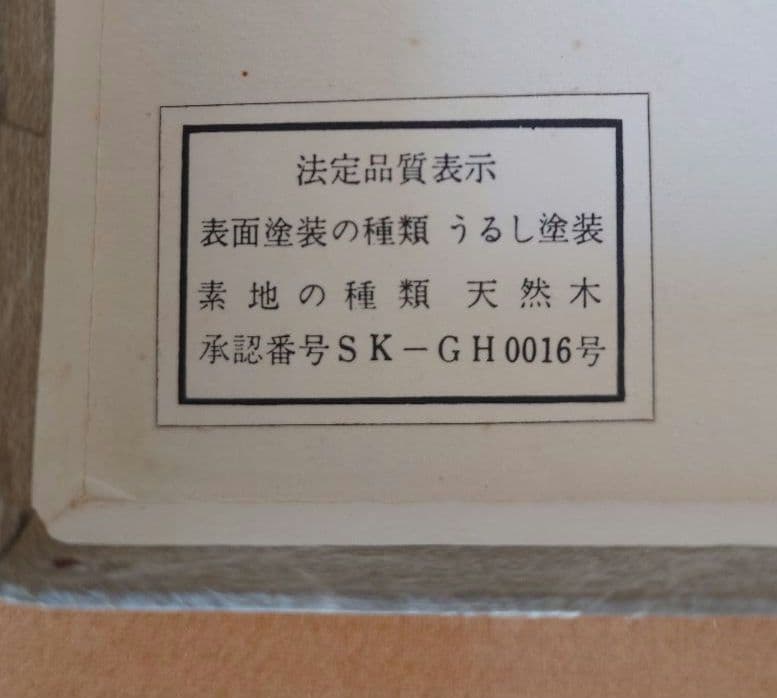 法定品質表示
表面塗装の種類 うるし塗装
素地の種類 天然木
承認番号SK-GH0016号